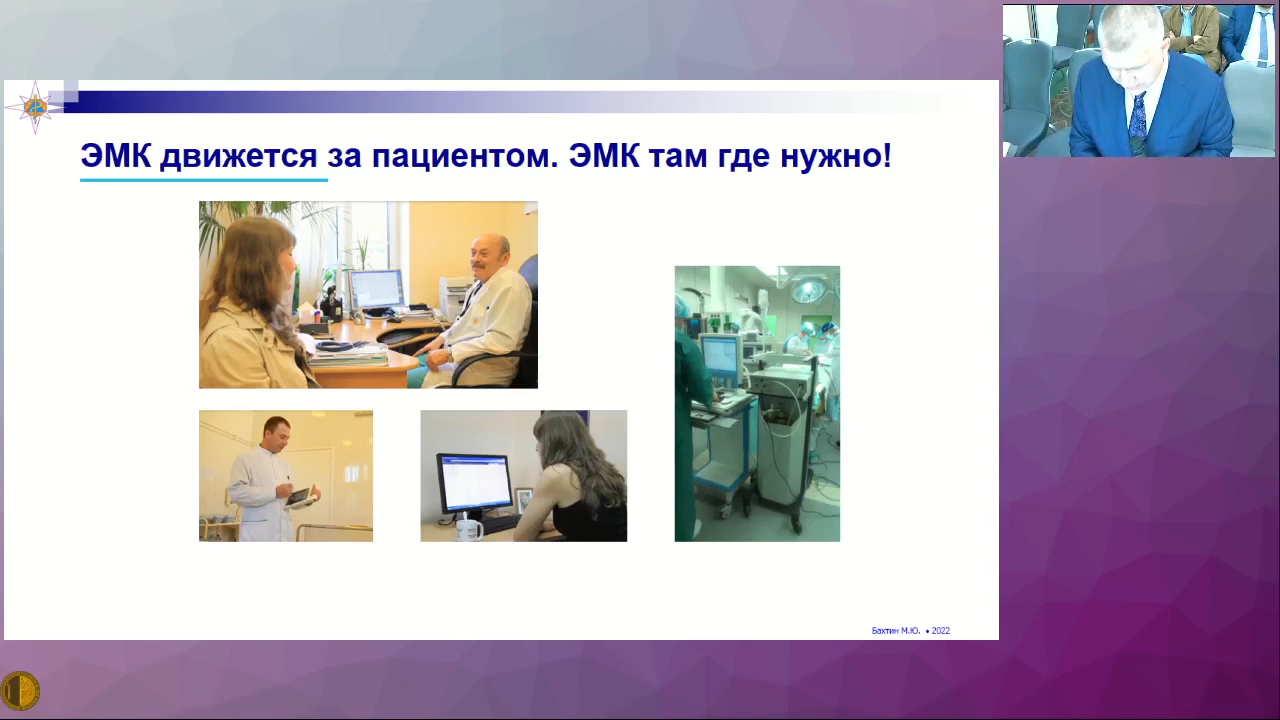 ЭМК движется за пациентом. ЭМК там где нужно!
Бахтин М.Ю. • 2022